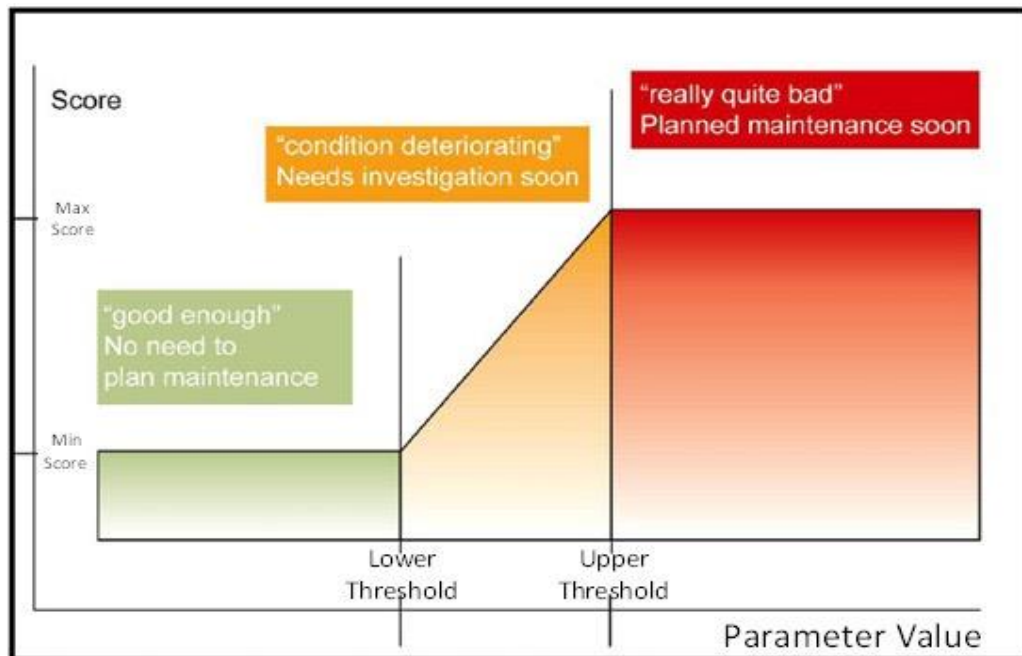 Score
"really quite bad"
Planned maintenance soon
"condition deteriorating"
Needs investigation soon
Max
Score
"good enough"
No need to
plan maintenance
Min
Score
Lower
Threshold
Upper
Threshold
Parameter Value